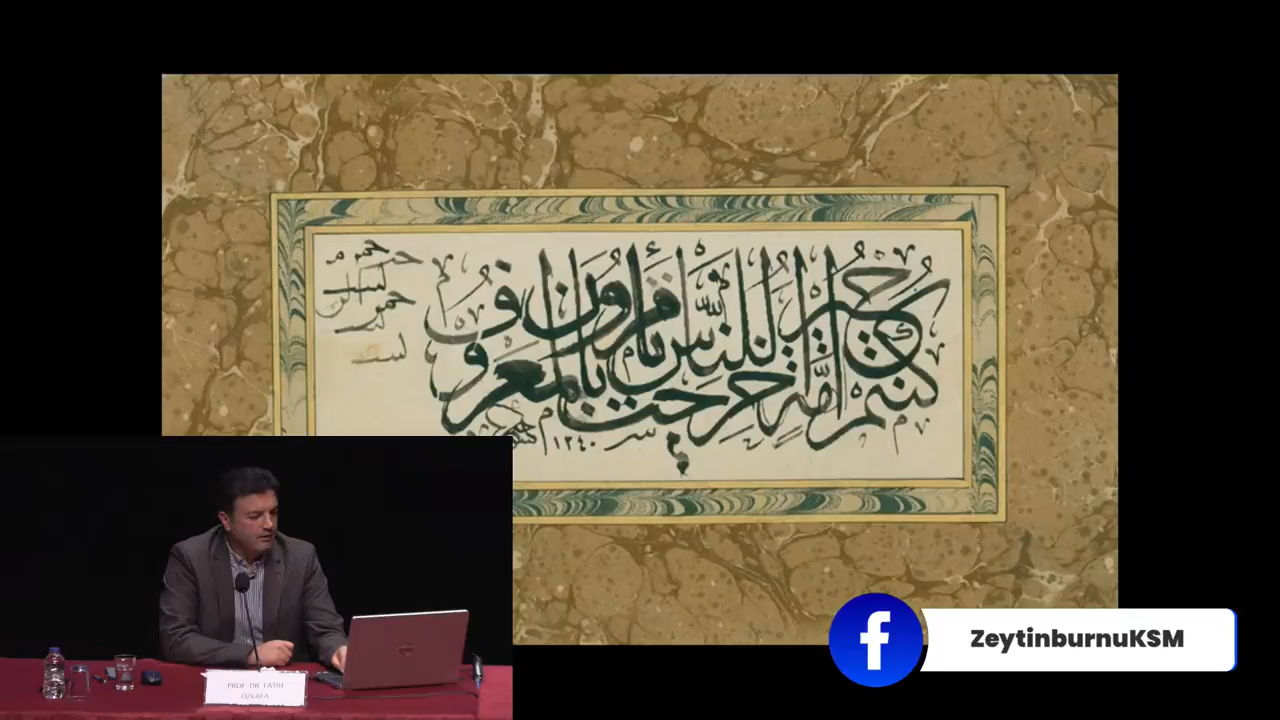 كنتم خير أمة أخرجت للناس تأمرون بالمعروف
١٢٤٠
PROF. DR. FATİH
ÖZKAFA
ZeytinburnuKSM